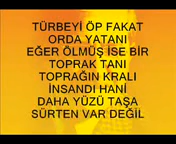 TÜRBEYİ ÖP FAKAT
ORDA YATANI
EĞER ÖLMÜŞ İSE BİR
TOPRAK TANI
TOPRAĞIN KRALI
İNSANDI HANİ
DAHA YÜZÜ TAŞA
SÜRTEN VAR DEĞİL